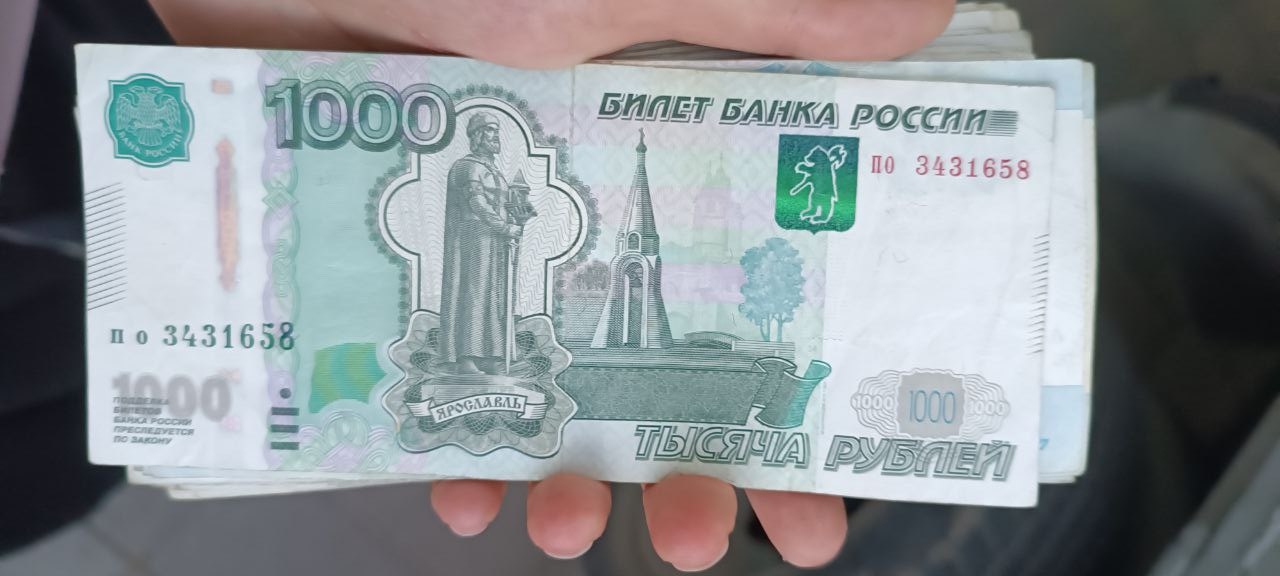 БАНК РОССИИ
1000
БИЛЕТ БАНКА РОССИИ
ПО 3431658
п о 3431658
1000
ПОДДЕЛКА
БИЛЕТОВ
БАНКА РОССИИ
ПРЕСЛЕДУЕТСЯ
ПО ЗАКОНУ
ЯРОСЛАВЛЬ
1000 1000 1000
ТЫСЯЧА РУБЛЕЙ